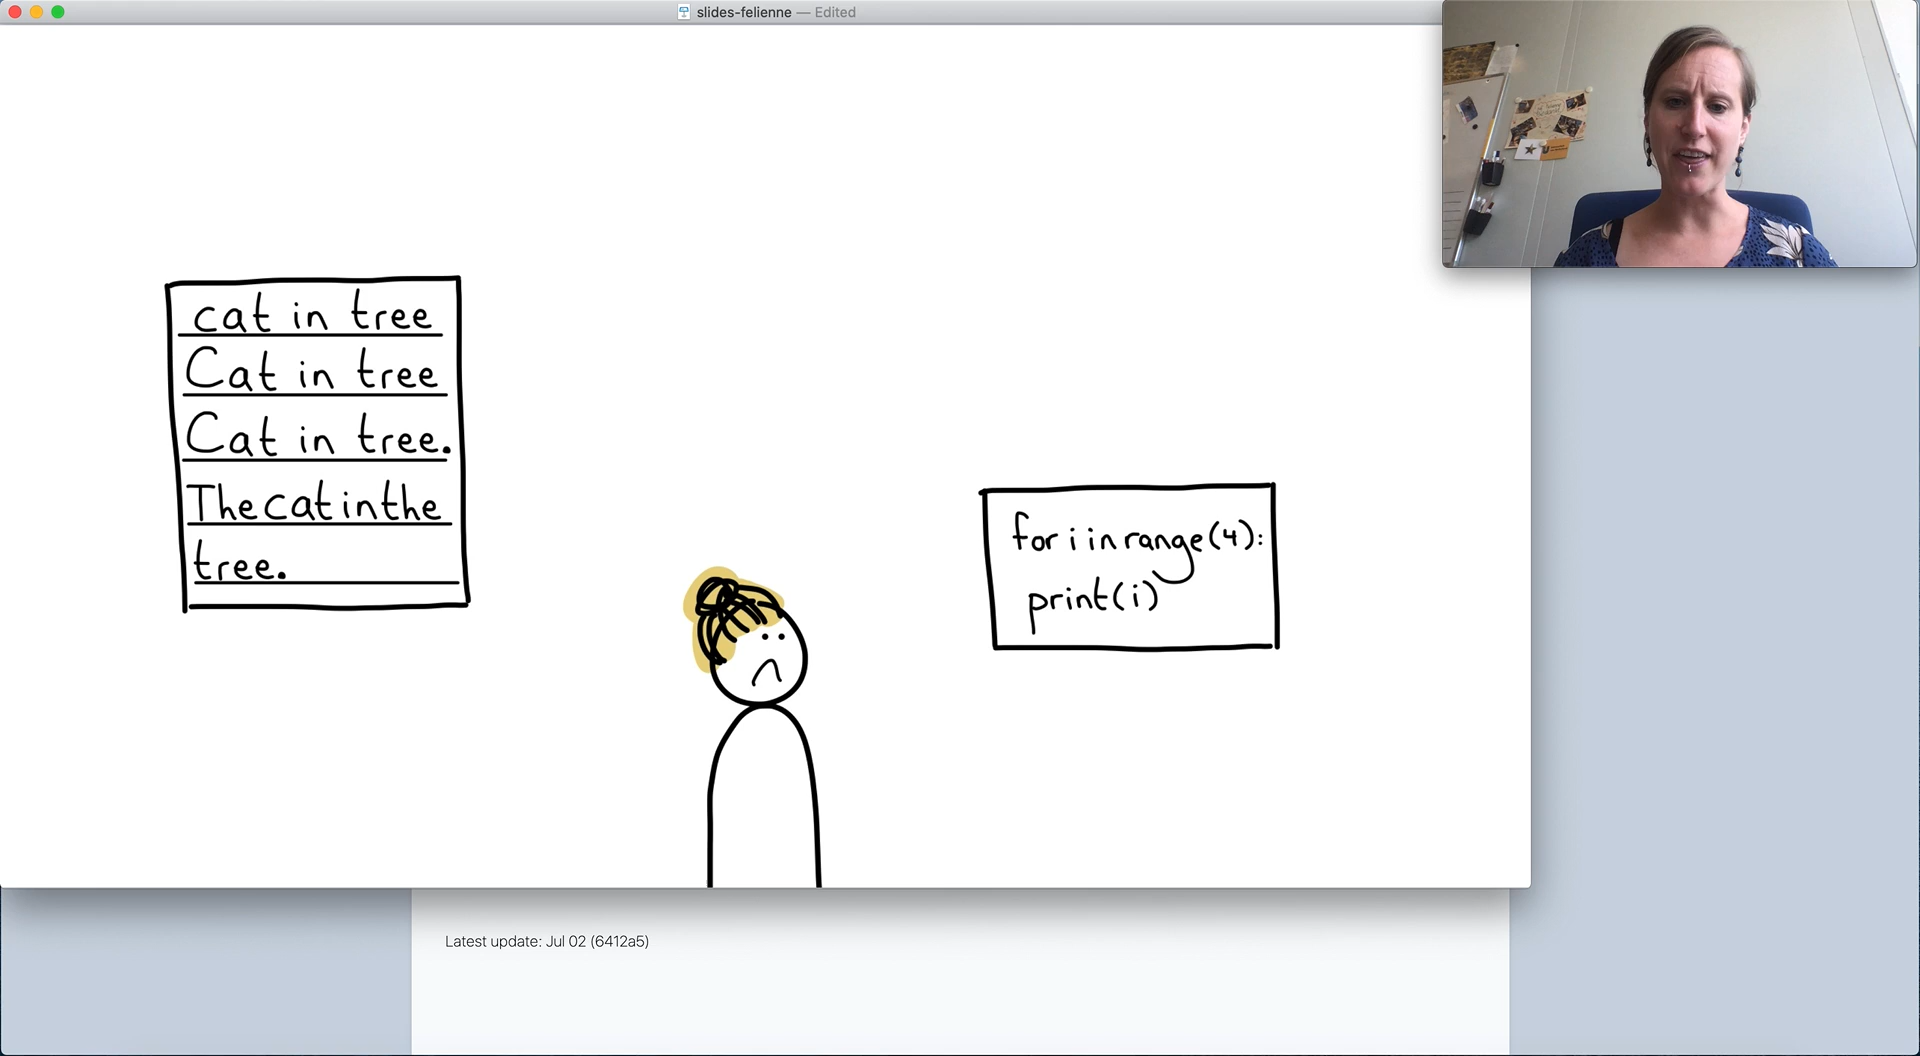 slides-felienne — Edited
cat in tree
Cat in tree
Cat in tree.
The cat in the
tree.
for i in range(4):
print(i)
Latest update: Jul 02 (6412a5)